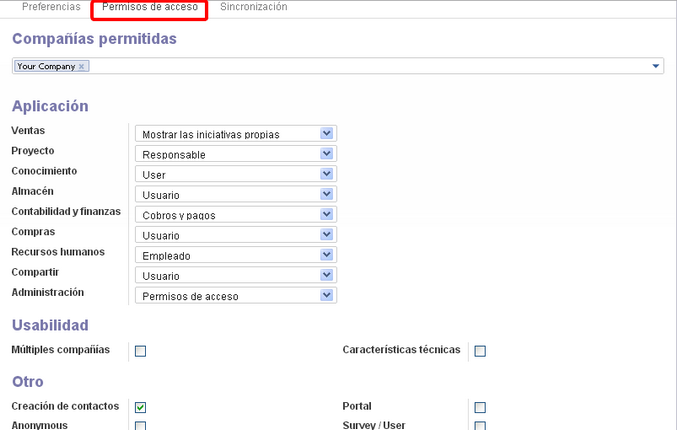 Preferencias Permisos de acceso Sincronización
Compañías permitidas
Your Company x
Aplicación
Ventas Mostrar las iniciativas propias
Proyecto Responsable
Conocimiento User
Almacén Usuario
Contabilidad y finanzas Cobros y pagos
Compras Usuario
Recursos humanos Empleado
Compartir Usuario
Administración Permisos de acceso
Usabilidad
Múltiples compañías Características técnicas
Otro
Creación de contactos Portal
Anonymous Survey / User